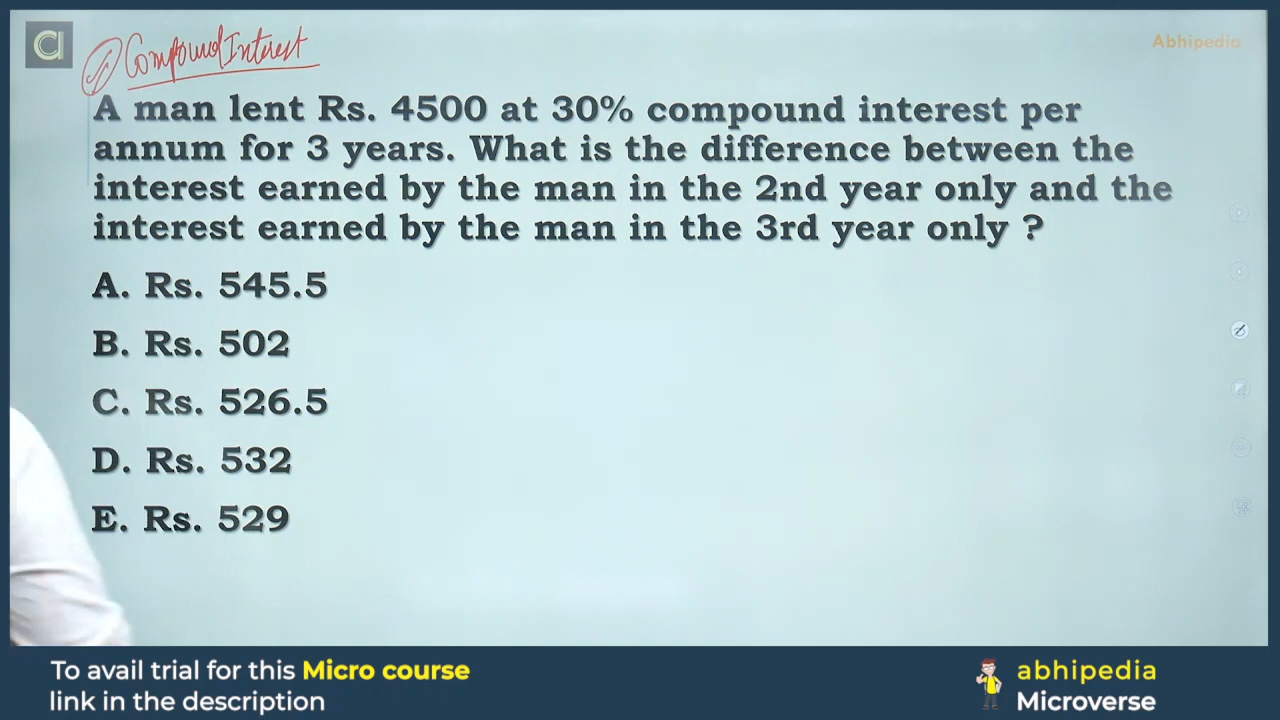 ① Compound Interest
Abhipedia
A man lent Rs. 4500 at 30% compound interest per
annum for 3 years. What is the difference between the
interest earned by the man in the 2nd year only and the
interest earned by the man in the 3rd year only ?
A. Rs. 545.5
B. Rs. 502
C. Rs. 526.5
D. Rs. 532
E. Rs. 529
To avail trial for this Micro course
link in the description
abhipedia
Microverse